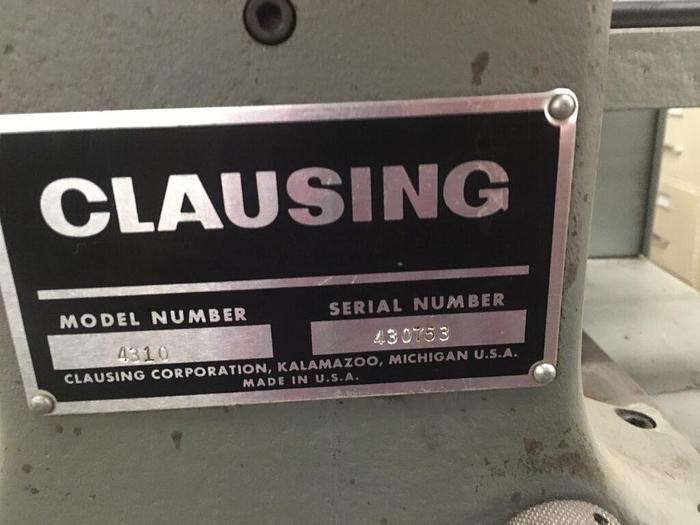 CLAUSING
MODEL NUMBER SERIAL NUMBER
4310 430753
CLAUSING CORPORATION, KALAMAZOO, MICHIGAN U.S.A.
MADE IN U.S.A.